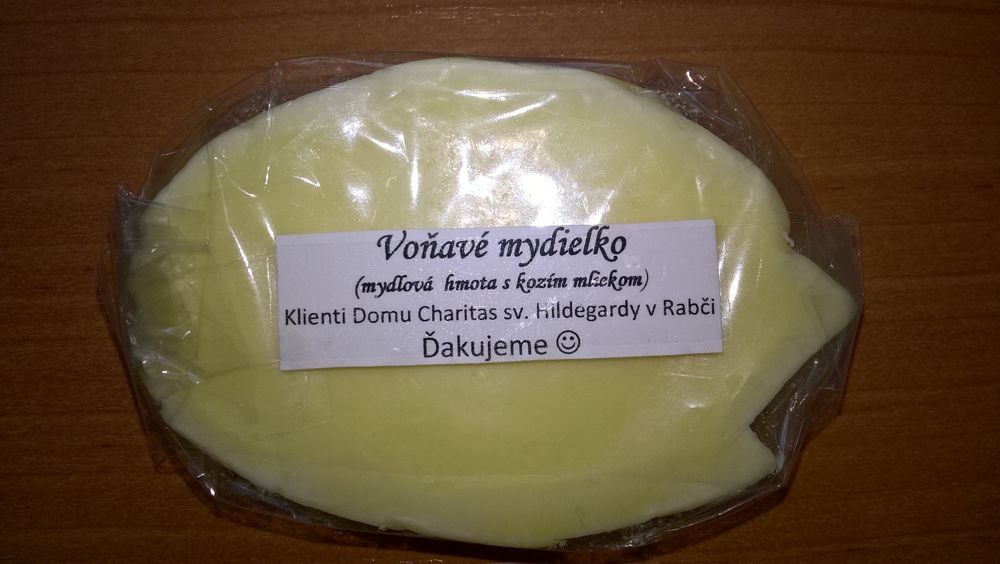 Voňavé mydielko
(mydlová hmota s kozím mliekom)
Klienti Domu Charitas sv. Hildegardy v Rabči
Ďakujeme ☺